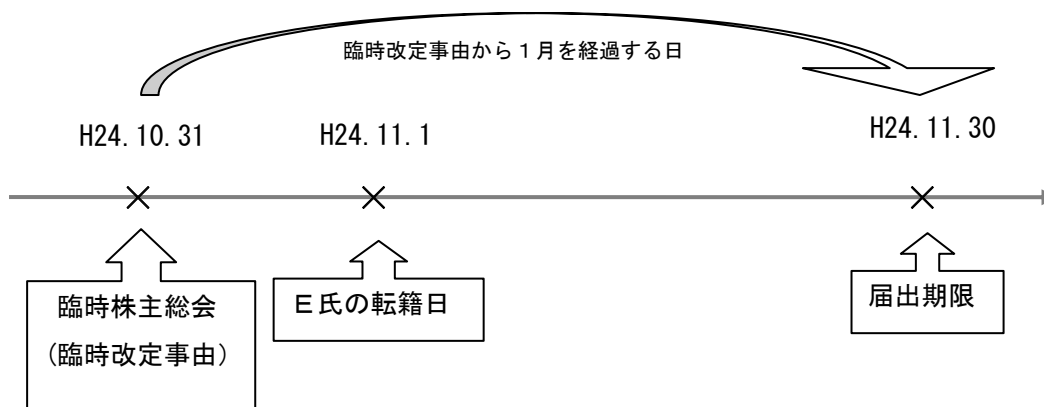 臨時改定事由から１月を経過する日
H24.10.31
H24.11.1
H24.11.30
臨時株主総会
（臨時改定事由）
Ｅ氏の転籍日
届出期限